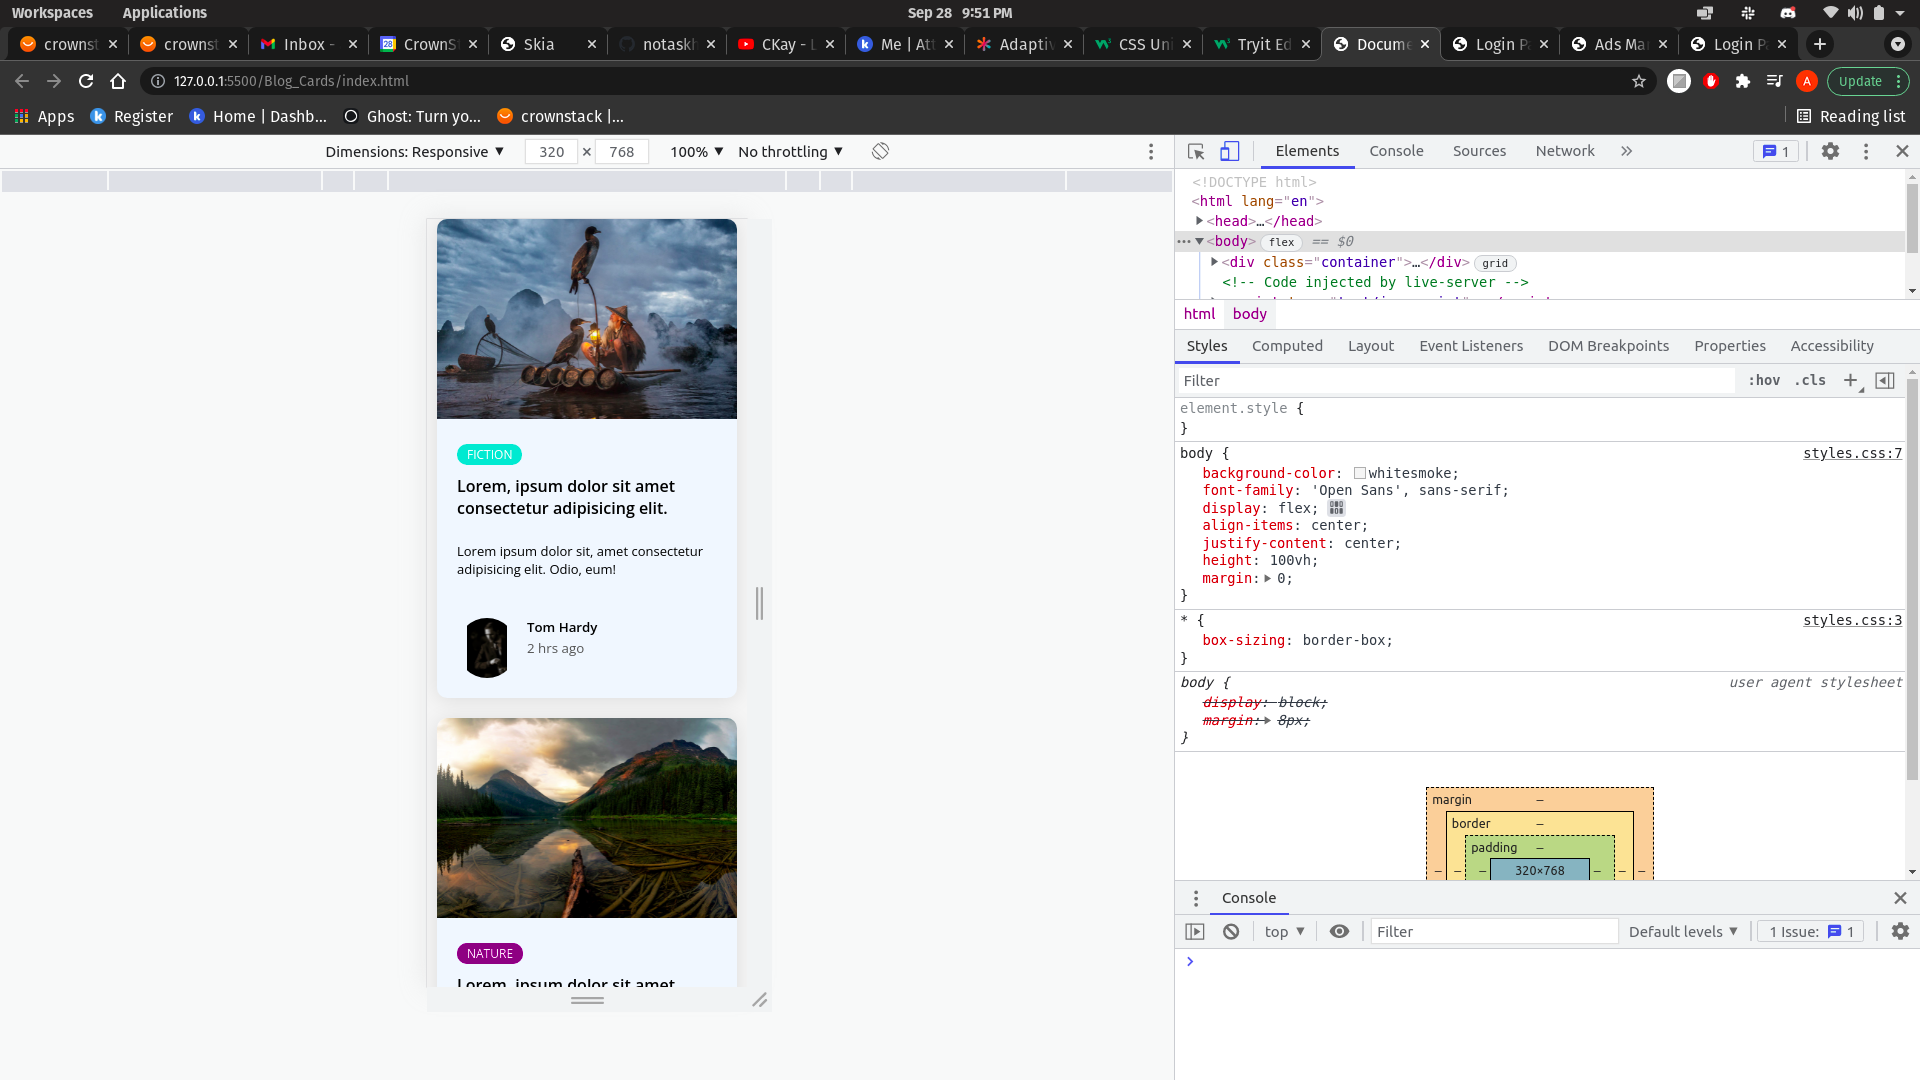 Workspaces Applications Sep 28 9:51 PM
crownst crownst Inbox - CrownS Skia notaskh CKay - L Me | Att Adaptiv CSS Uni Tryit Ed Docume Login Pa Ads Ma Login Pa
127.0.0.1:5500/Blog_Cards/index.html A Update
Apps Register Home | Dashb... Ghost: Turn yo... crownstack |... Reading list
Dimensions: Responsive 320 × 768 100% No throttling
Elements Console Sources Network 1
<!DOCTYPE html>
<html lang="en">
<head>…</head>
<body> flex == $0
<div class="container">…</div> grid
<!-- Code injected by live-server -->
html body
Styles Computed Layout Event Listeners DOM Breakpoints Properties Accessibility
Filter :hov .cls
element.style {
}
body { styles.css:7
background-color: whitesmoke;
font-family: 'Open Sans', sans-serif;
display: flex;
align-items: center;
justify-content: center;
height: 100vh;
margin: 0;
}
* { styles.css:3
box-sizing: border-box;
}
body { user agent stylesheet
display: block;
margin: 8px;
}
margin –
border –
padding –
– – – 320×768 – – –
Console
top Filter Default levels 1 Issue: 1
FICTION
Lorem, ipsum dolor sit amet
consectetur adipisicing elit.
Lorem ipsum dolor sit, amet consectetur
adipisicing elit. Odio, eum!
Tom Hardy
2 hrs ago
NATURE
Lorem, ipsum dolor sit amet